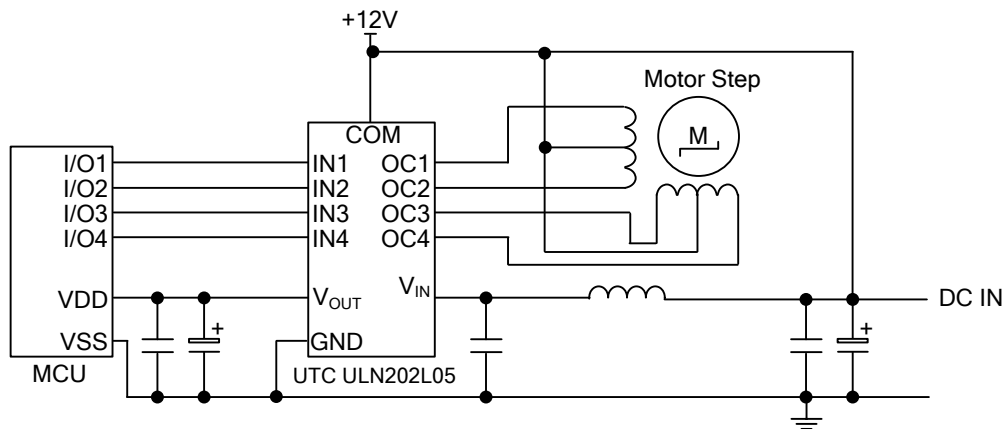 +12V
Motor Step
M
COM
I/O1
I/O2
I/O3
I/O4
VDD
VSS
MCU
IN1
IN2
IN3
IN4
VOUT
GND
OC1
OC2
OC3
OC4
VIN
UTC ULN202L05
+
+
DC IN